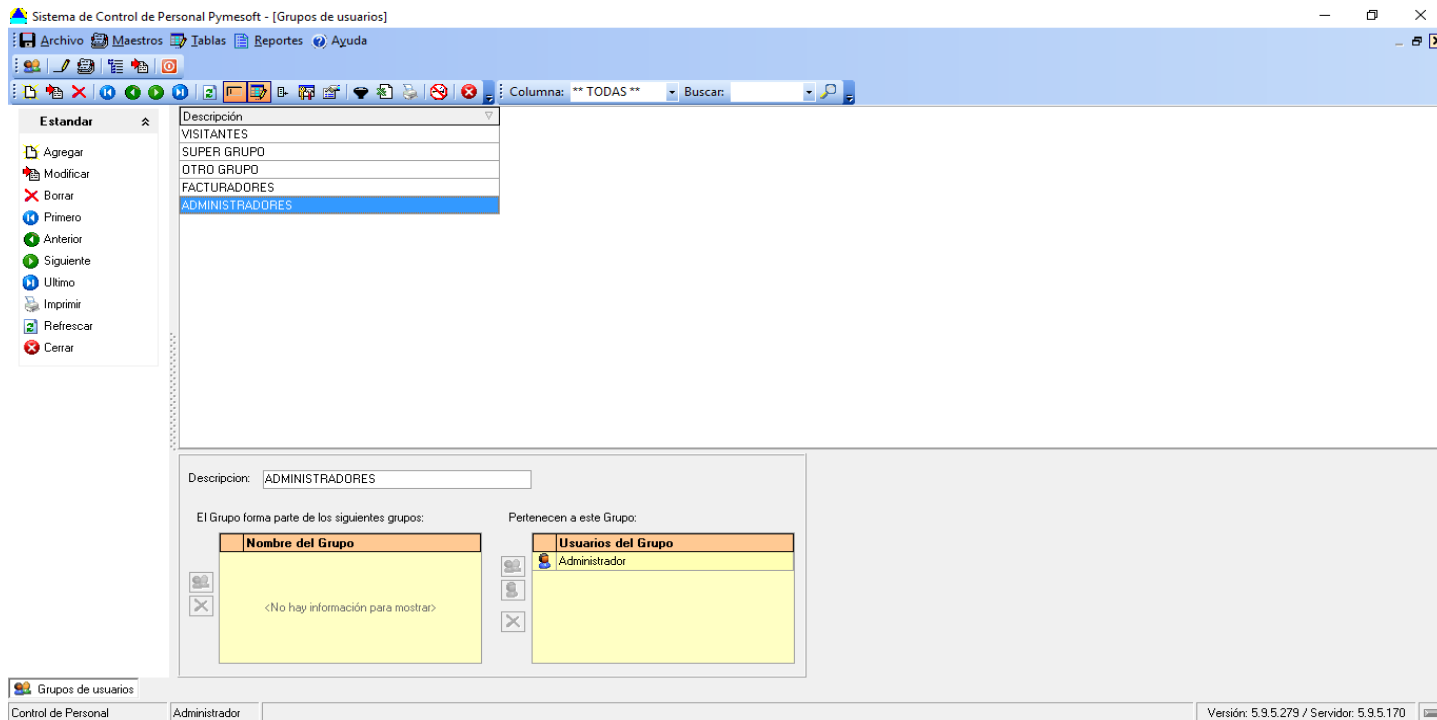 Sistema de Control de Personal Pymesoft - [Grupos de usuarios]
Archivo Maestros Tablas Reportes Ayuda
Columna: ** TODAS ** Buscar:
Estandar
Agregar
Modificar
Borrar
Primero
Anterior
Siguiente
Ultimo
Imprimir
Refrescar
Cerrar
Descripción
VISITANTES
SUPER GRUPO
OTRO GRUPO
FACTURADORES
ADMINISTRADORES
Descripcion: ADMINISTRADORES
El Grupo forma parte de los siguientes grupos:
Nombre del Grupo
<No hay información para mostrar>
Pertenecen a este Grupo:
Usuarios del Grupo
Administrador
Grupos de usuarios
Control de Personal Administrador Versión: 5.9.5.279 / Servidor: 5.9.5.170